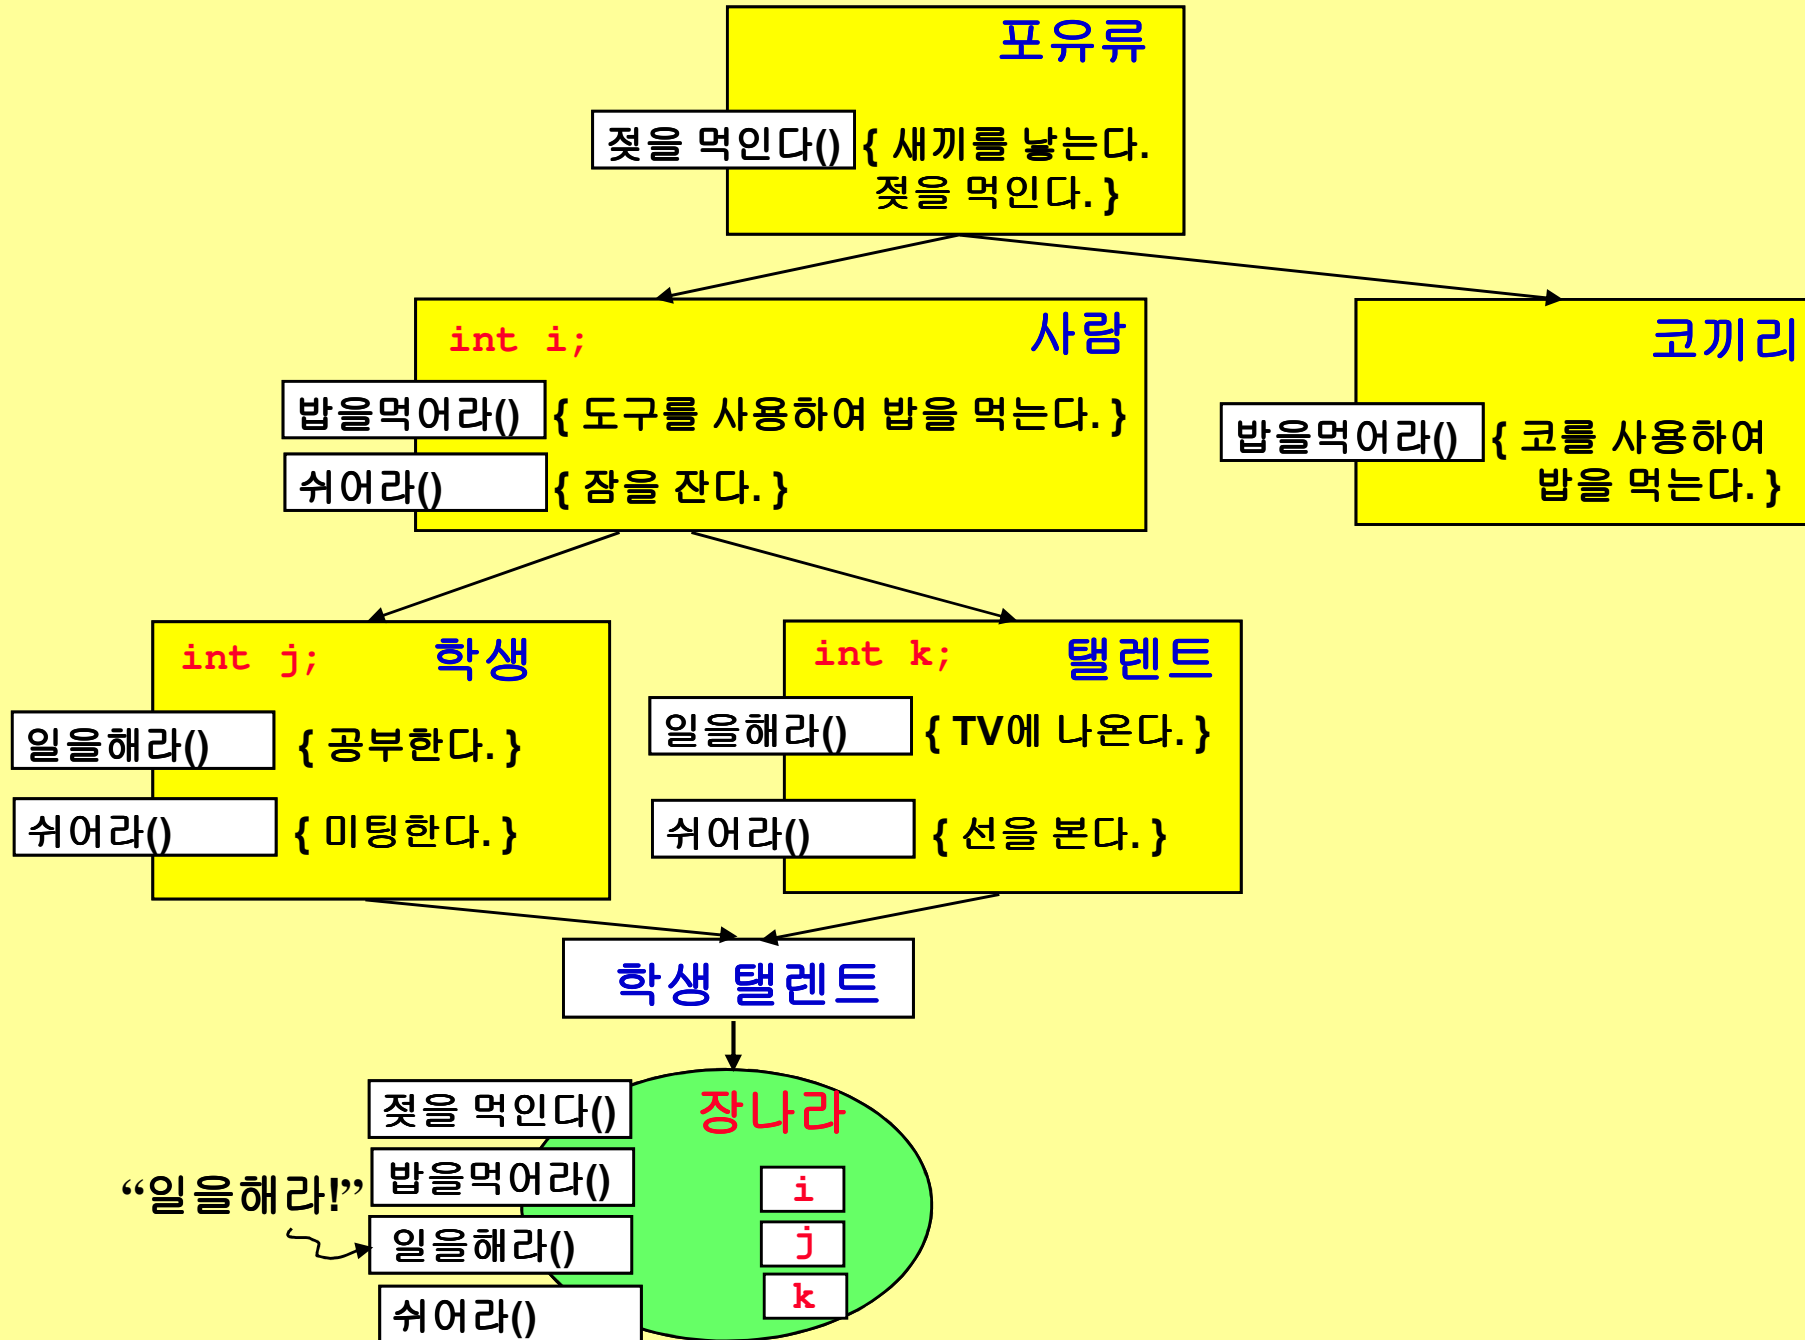 포유류
젖을 먹인다() { 새끼를 낳는다.
젖을 먹인다. }
int i; 사람
밥을먹어라() { 도구를 사용하여 밥을 먹는다. }
쉬어라() { 잠을 잔다. }
코끼리
밥을먹어라() { 코를 사용하여
밥을 먹는다. }
int j; 학생
일을해라() { 공부한다. }
쉬어라() { 미팅한다. }
int k; 탤렌트
일을해라() { TV에 나온다. }
쉬어라() { 선을 본다. }
학생 탤렌트
장나라
젖을 먹인다()
밥을먹어라()
“일을해라!”
일을해라()
쉬어라()
i
j
k